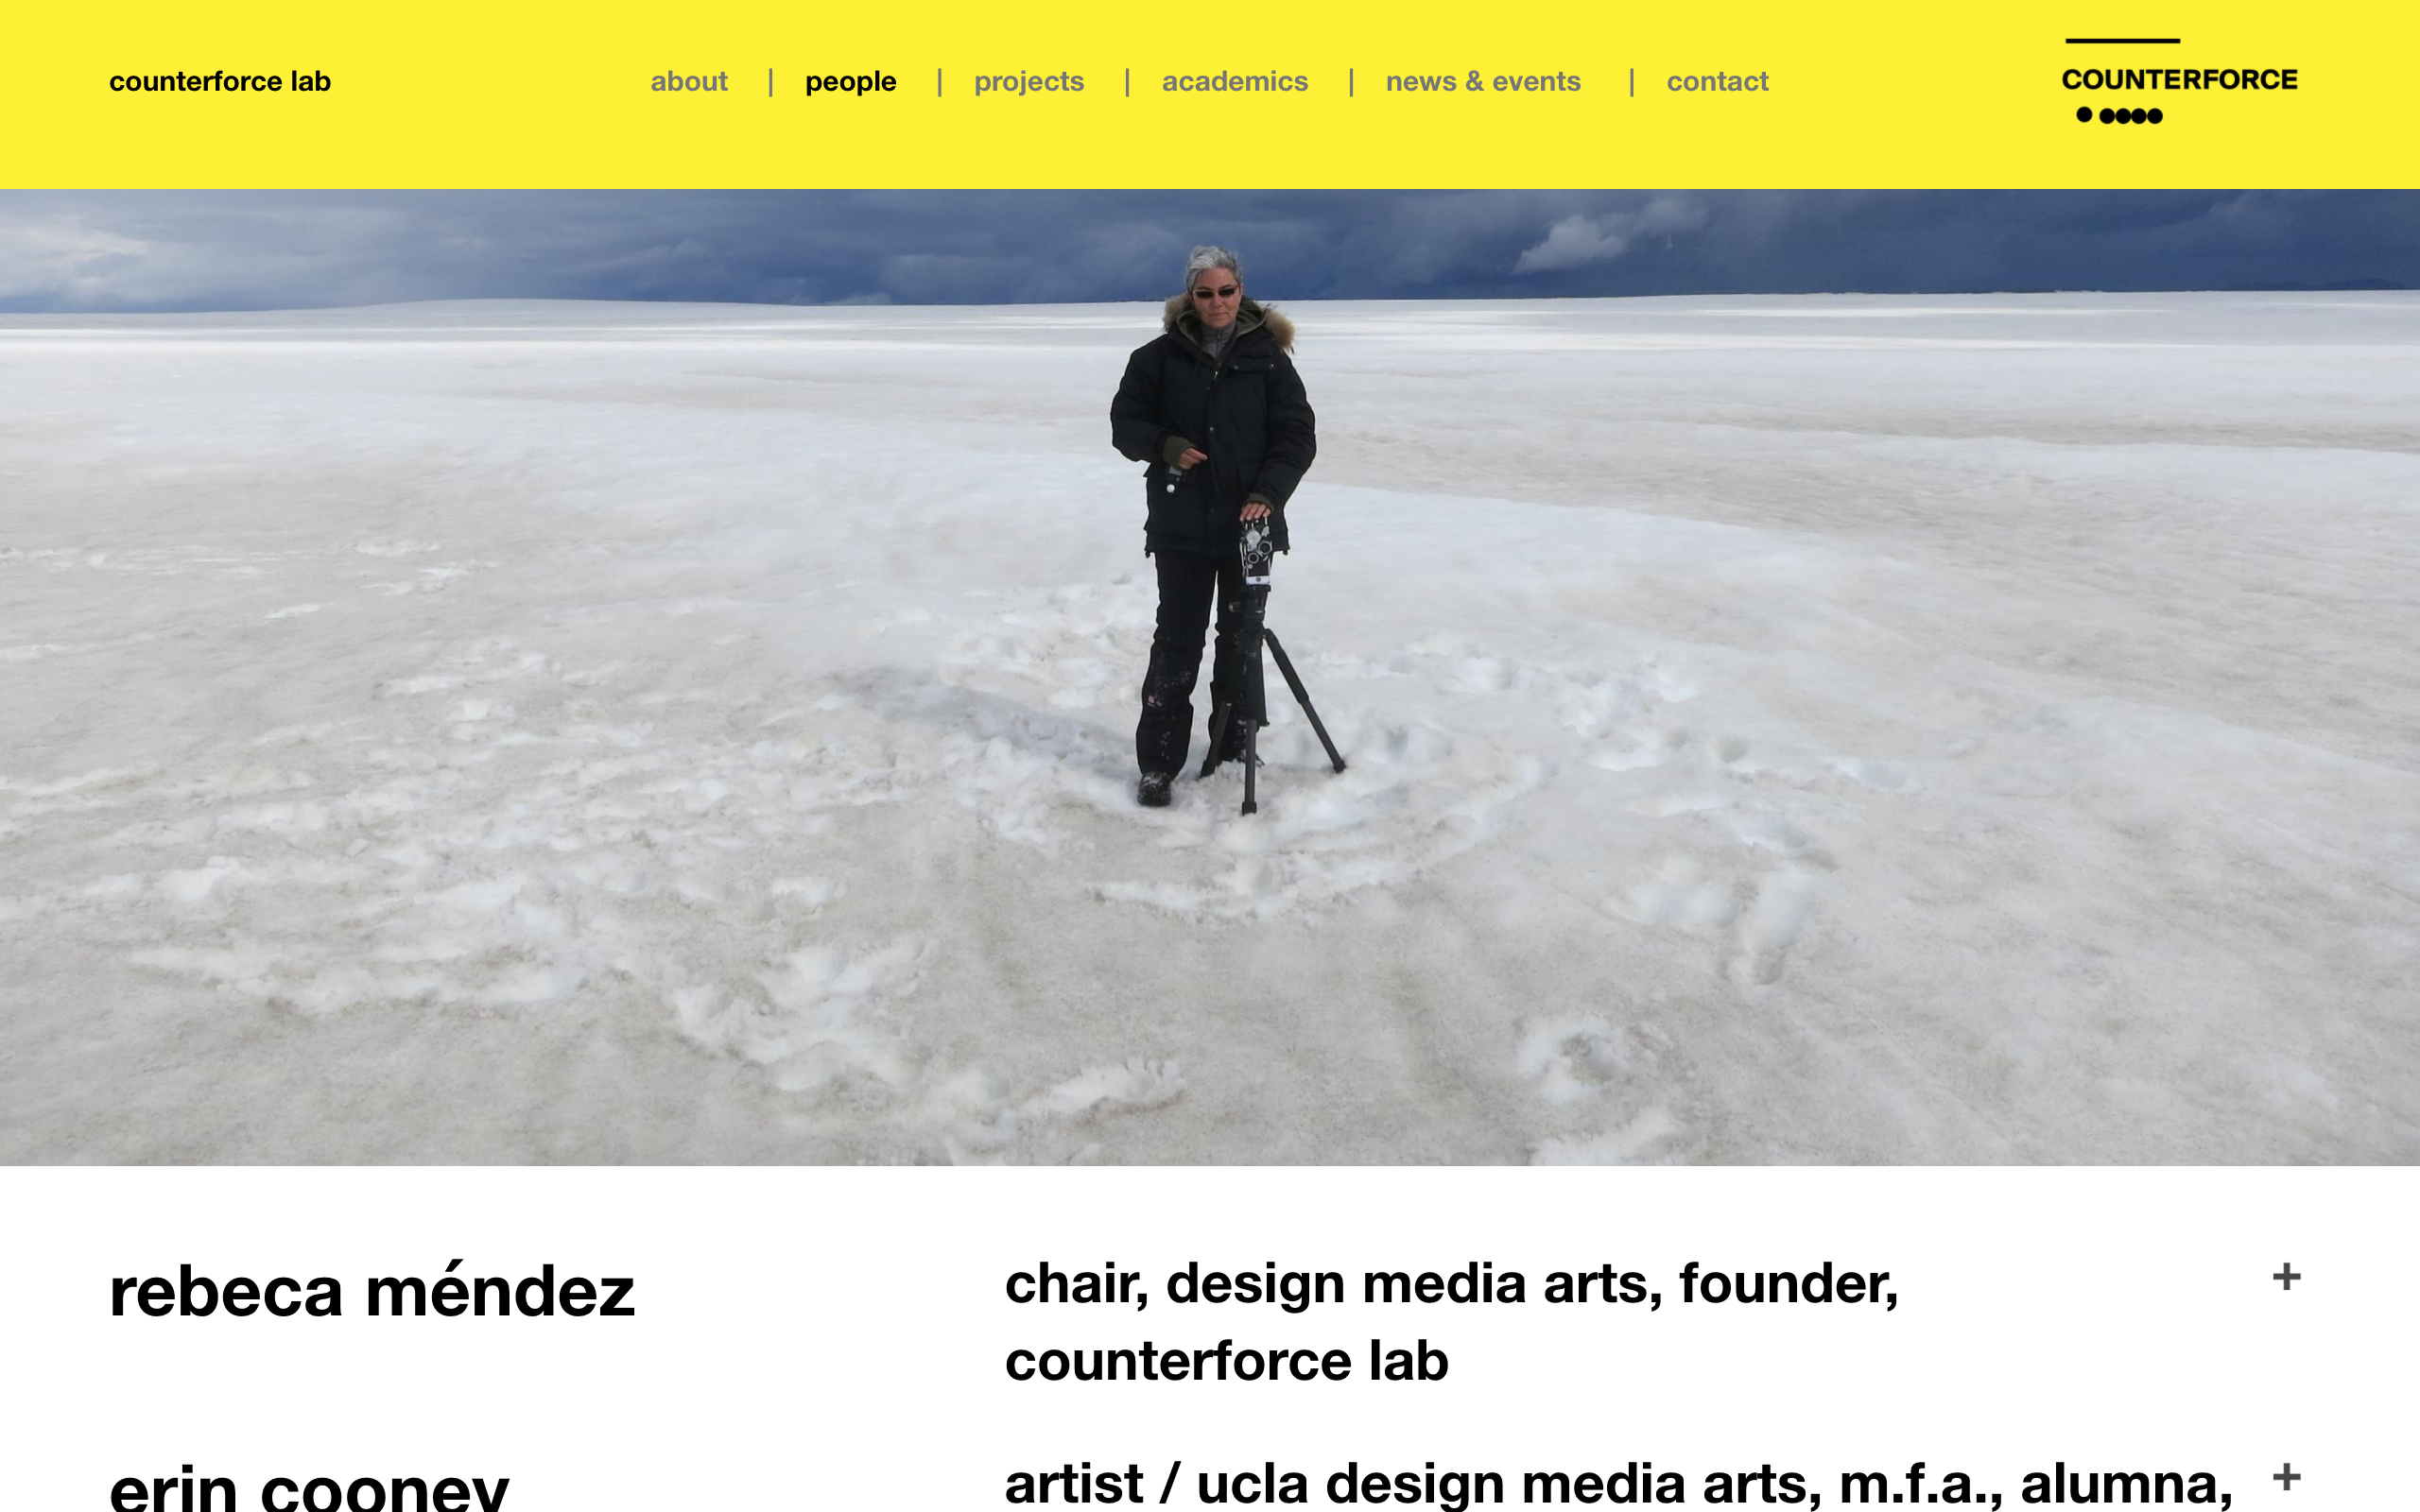 counterforce lab
about | people | projects | academics | news & events | contact
COUNTERFORCE
rebeca méndez
chair, design media arts, founder,
counterforce lab
+
erin cooney
artist / ucla design media arts, m.f.a., alumna,
+